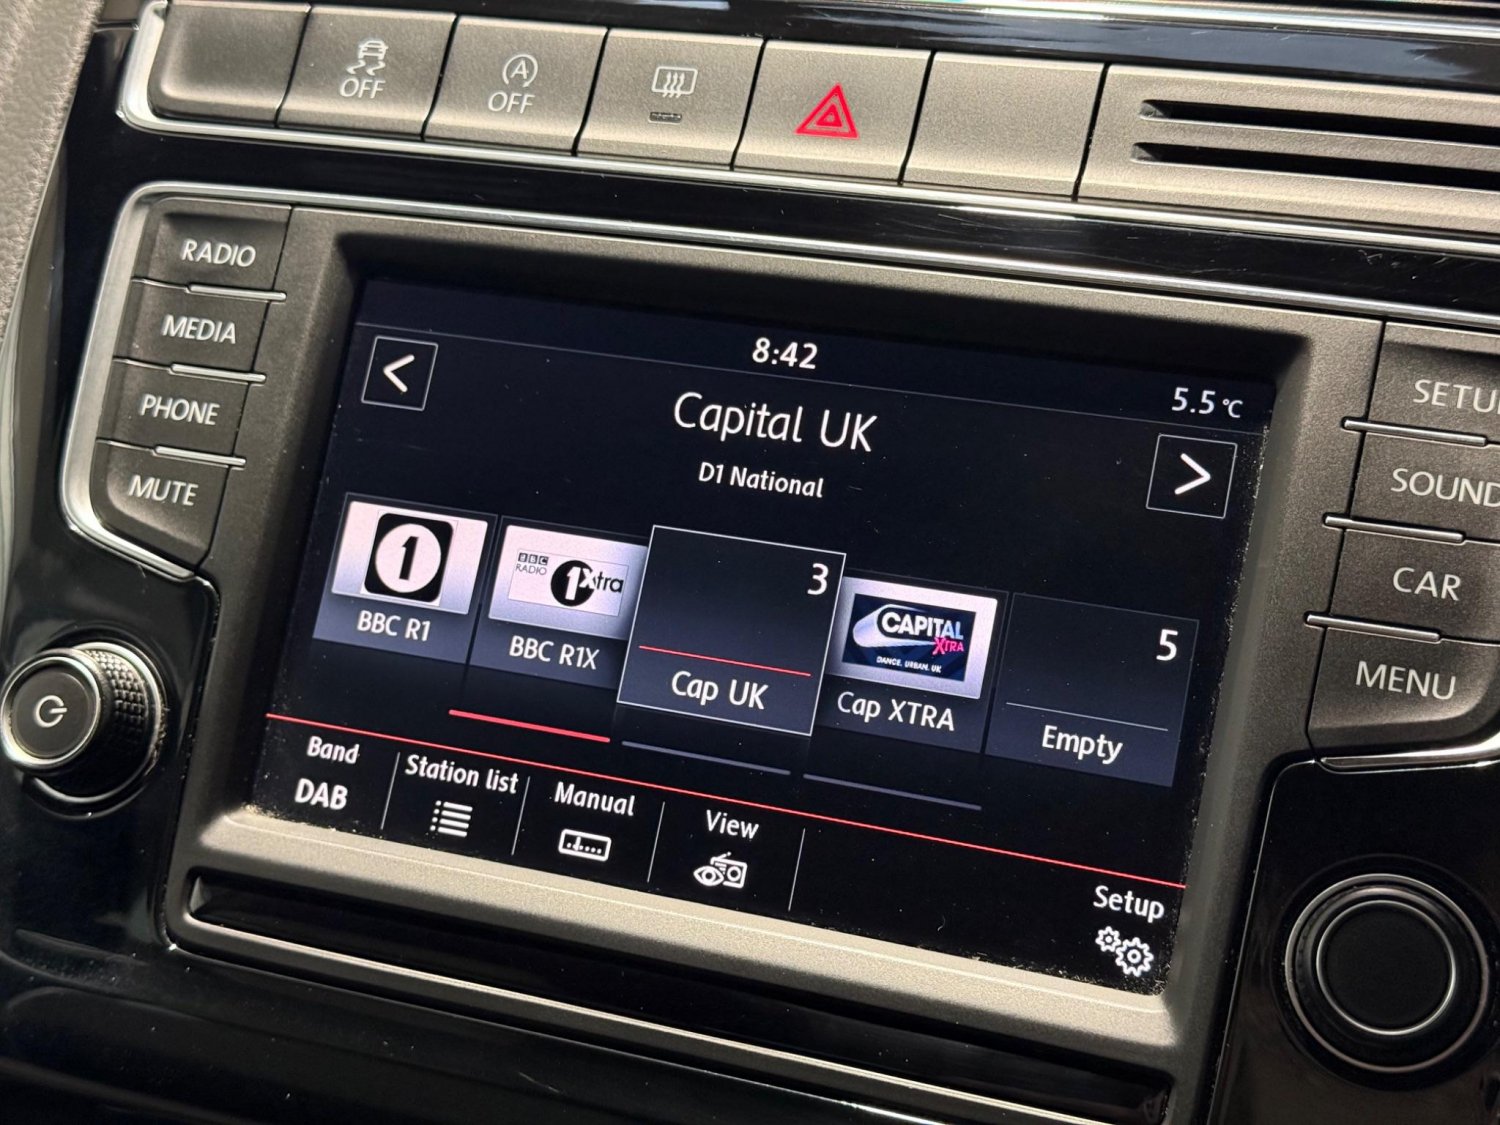 OFF
A
OFF
RADIO
MEDIA
PHONE
MUTE
8:42
5.5 °C
<
Capital UK
>
D1 National
1
BBC RADIO 1Xtra
3
CAPITAL
XTRA
DANCE. URBAN. UK
5
BBC R1
BBC R1X
Cap UK
Cap XTRA
Empty
Band
DAB
Station list
Manual
View
Setup
SETU
SOUND
CAR
MENU